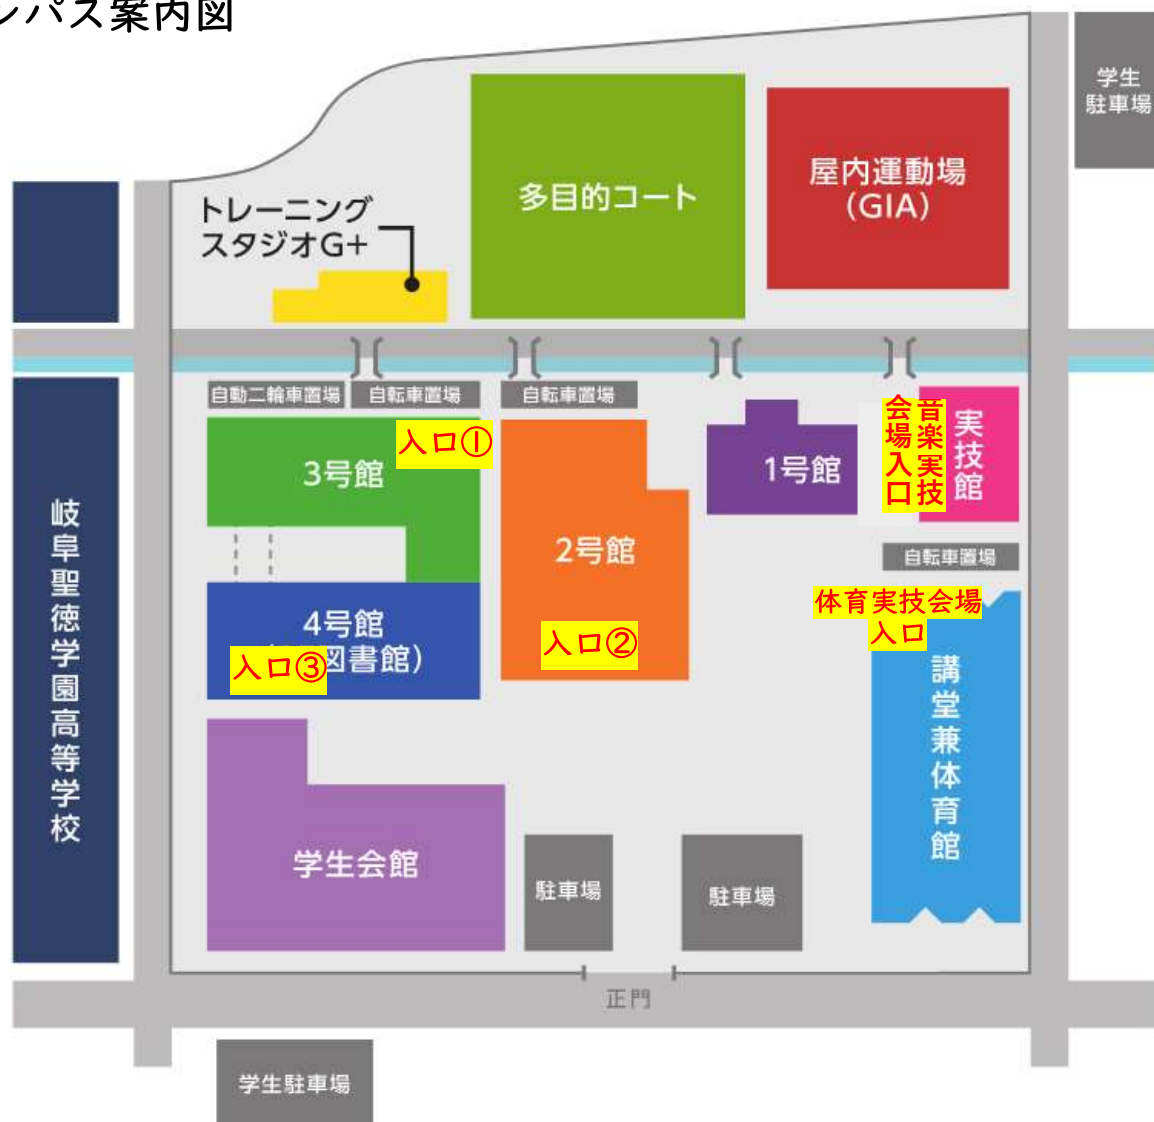 ンパス案内図
学生
駐車場
屋内運動場
(GIA)
多目的コート
トレーニング
スタジオG+
自動二輪車置場
自転車置場
自転車置場
入口①
3号館
1号館
音楽実技
会場入口
実技館
2号館
自転車置場
岐阜聖徳学園高等学校
4号館
図書館)
入口③
入口②
体育実技会場
入口
講堂兼体育館
学生会館
駐車場
駐車場
正門
学生駐車場